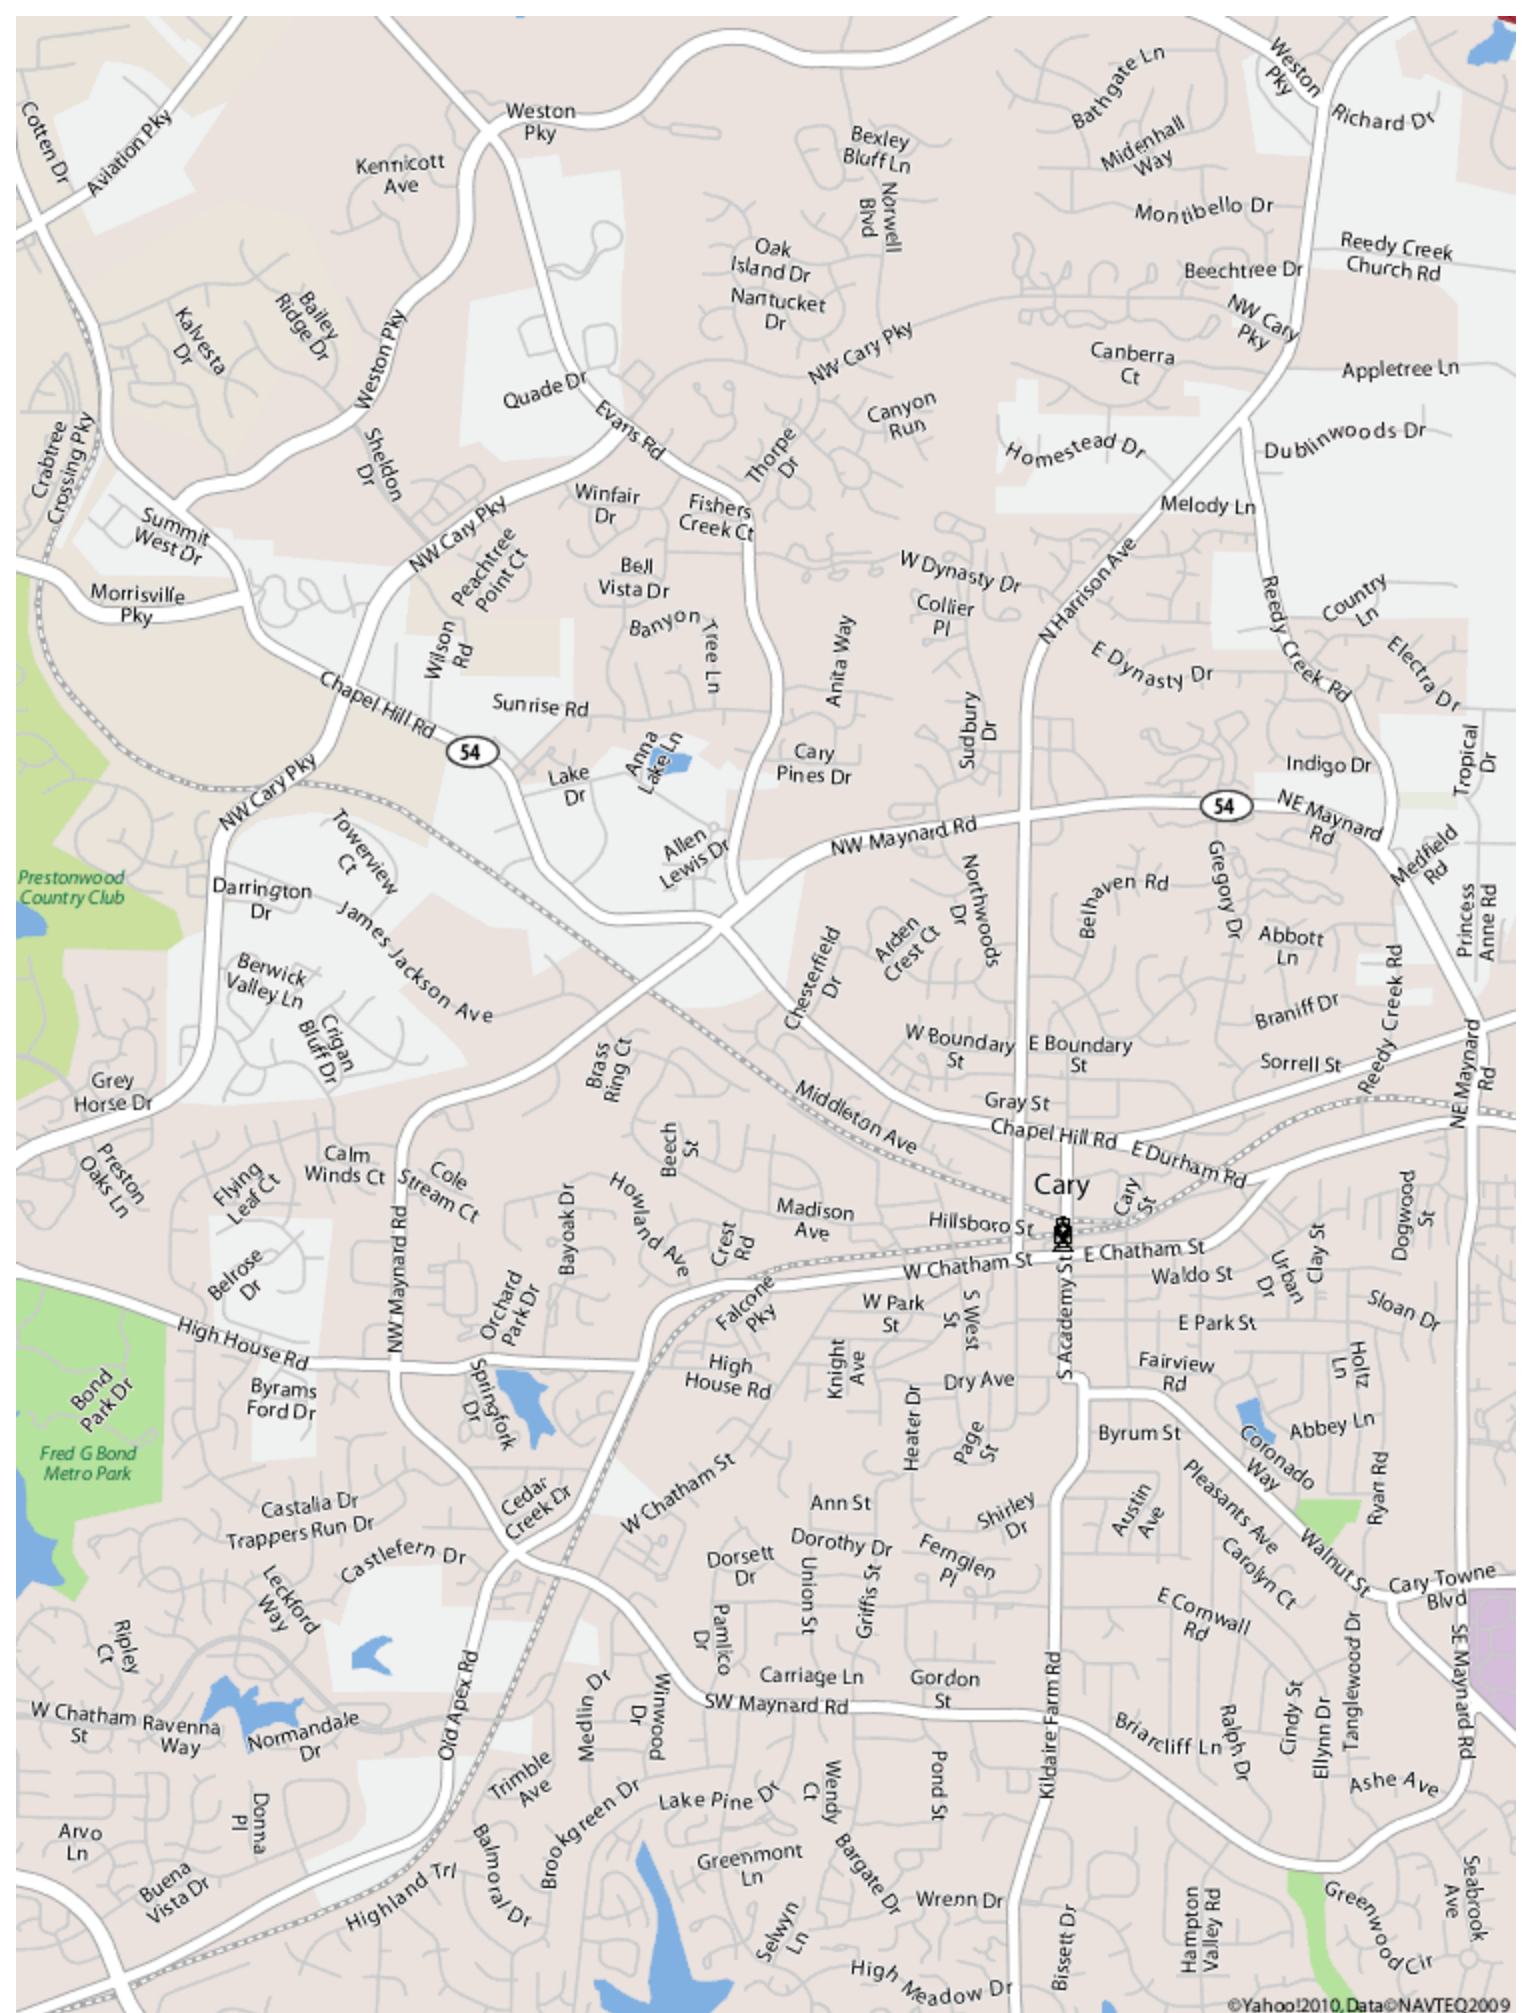 Weston
Pky
Weston
Pky
Bathgate Ln
Richard Dr
Cotten Dr
Aviation Pky
Kennicott
Ave
Bexley
Bluff Ln
Midenhall
Way
Norwell
Blvd
Montibello Dr
Oak
Island Dr
Reedy Creek
Church Rd
Beechtree Dr
Nantucket
Dr
Bailey
Ridge Dr
Kalvesta
Dr
Weston Pky
NW Cary
Pky
NW Cary Pky
Canberra
Ct
Appletree Ln
Quade Dr
Evans Rd
Canyon
Run
Crabtree
Crossing Pky
Sheldon
Dr
Thorpe
Dr
Homestead Dr
Dublinwoods Dr
Summit
West Dr
NW Cary Pky
Winfair
Dr
Fishers
Creek Ct
Melody Ln
Peachtree
Point Ct
Bell
Vista Dr
W Dynasty Dr
N Harrison Ave
Morrisville
Pky
Collier
Pl
Reedy Creek Rd
Country
Ln
Banyon Tree Ln
Wilson
Rd
Anita Way
E Dynasty Dr
Electra Dr
Chapel Hill Rd
Sunrise Rd
Sudbury
Dr
54
Anna
Lake Ln
Lake
Dr
Cary
Pines Dr
Indigo Dr
Tropical
Dr
NW Cary Pky
54
NE Maynard
Rd
Towerview
Ct
Allen
Lewis Dr
NW Maynard Rd
Medfield
Rd
Prestonwood
Country Club
Darrington
Dr
James Jackson Ave
Northwoods
Dr
Belhaven Rd
Gregory Dr
Princess
Anne Rd
Arden
Crest Ct
Abbott
Ln
Berwick
Valley Ln
Chesterfield
Dr
Reedy Creek Rd
Crigan
Bluff Dr
Braniff Dr
Brass
Ring Ct
W Boundary
St
E Boundary
St
Sorrell St
NE Maynard
Rd
Grey
Horse Dr
Middleton Ave
Gray St
Chapel Hill Rd
E Durham Rd
Beech
St
Preston
Oaks Ln
Flying
Leaf Ct
Calm
Winds Ct
Cole
Stream Ct
Cary
Cary
St
Dogwood
St
Howland Ave
Bayoak Dr
Madison
Ave
Hillsboro St
Crest
Rd
W Chatham St
E Chatham St
Clay St
NW Maynard Rd
Belrose
Dr
Orchard
Park Dr
Falcone
Pky
Waldo St
Urban
Dr
Sloan Dr
W Park
St
S West
St
S Academy St
E Park St
High House Rd
Knight
Ave
High
House Rd
Fairview
Rd
Holtz
Ln
Byrams
Ford Dr
Bond
Park Dr
Springfork
Dr
Dry Ave
Heater Dr
Page
St
Byrum St
Abbey Ln
Fred G Bond
Metro Park
Coronado
Way
Pleasants Ave
Ryan Rd
Castalia Dr
Trappers Run Dr
Cedar
Creek Dr
W Chatham St
Ann St
Shirley
Dr
Austin
Ave
Castlefern Dr
Dorothy Dr
Dorsett
Dr
Fernglen
Pl
Carolyn Ct
Walnut St
Cary Towne
Blvd
Leckford
Way
Union St
Griffis St
E Cornwall
Rd
Ripley
Ct
Pamlico
Dr
Tanglewood Dr
SE Maynard Rd
Carriage Ln
Gordon
St
W Chatham
St
Ravenna
Way
Normandale
Dr
Old Apex Rd
Medlin Dr
Winwood
Dr
SW Maynard Rd
Kildaire Farm Rd
Briarcliff Ln
Ralph Dr
Cindy St
Ellynn Dr
Trimble
Ave
Lake Pine Dr
Wendy
Ct
Pond St
Ashe Ave
Donna
Pl
Arvo
Ln
Brookgreen Dr
Balmoral Dr
Greenmont
Ln
Bargate Dr
Buena
Vista Dr
Highland Trl
Wrenn Dr
Selwyn
Ln
Bissett Dr
Hampton
Valley Rd
Greenwood Cir
Seabrook
Ave
High Meadow Dr
©Yahoo!2010, Data©NAVTEQ2009